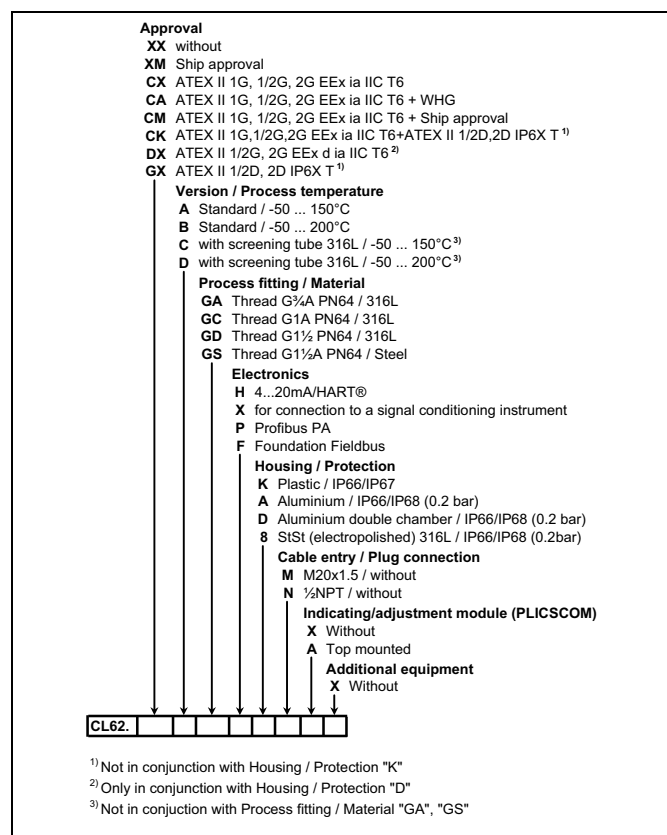 Approval
XX without
XM Ship approval
CX ATEX II 1G, 1/2G, 2G EEx ia IIC T6
CA ATEX II 1G, 1/2G, 2G EEx ia IIC T6 + WHG
CM ATEX II 1G, 1/2G, 2G EEx ia IIC T6 + Ship approval
CK ATEX II 1G,1/2G,2G EEx ia IIC T6+ATEX II 1/2D,2D IP6X T 1)
DX ATEX II 1/2G, 2G EEx d ia IIC T6 2)
GX ATEX II 1/2D, 2D IP6X T 1)
Version / Process temperature
A Standard / -50 ... 150°C
B Standard / -50 ... 200°C
C with screening tube 316L / -50 ... 150°C 3)
D with screening tube 316L / -50 ... 200°C 3)
Process fitting / Material
GA Thread G¾A PN64 / 316L
GC Thread G1A PN64 / 316L
GD Thread G1½ PN64 / 316L
GS Thread G1½A PN64 / Steel
Electronics
H 4...20mA/HART®
X for connection to a signal conditioning instrument
P Profibus PA
F Foundation Fieldbus
Housing / Protection
K Plastic / IP66/IP67
A Aluminium / IP66/IP68 (0.2 bar)
D Aluminium double chamber / IP66/IP68 (0.2 bar)
8 StSt (electropolished) 316L / IP66/IP68 (0.2bar)
Cable entry / Plug connection
M M20x1.5 / without
N ½NPT / without
Indicating/adjustment module (PLICSCOM)
X Without
A Top mounted
Additional equipment
X Without
CL62.
1) Not in conjunction with Housing / Protection "K"
2) Only in conjunction with Housing / Protection "D"
3) Not in conjuction with Process fitting / Material "GA", "GS"